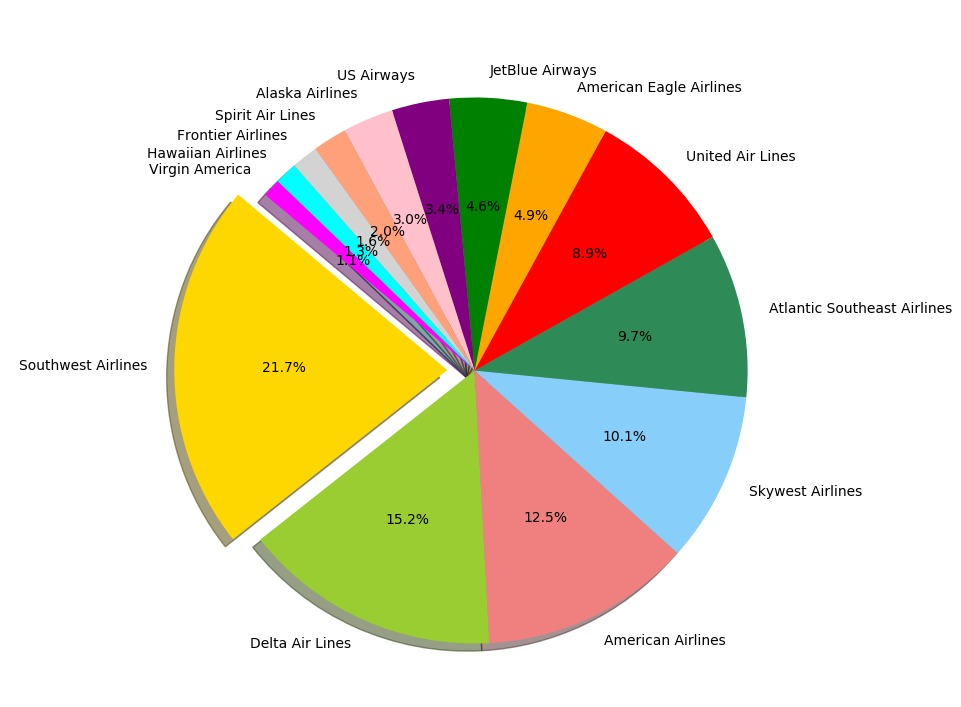 JetBlue Airways
US Airways
American Eagle Airlines
Alaska Airlines
Spirit Air Lines
Frontier Airlines
Hawaiian Airlines
United Air Lines
Virgin America
3.4%
4.6%
4.9%
3.0%
2.0%
1.6%
1.3%
1.1%
8.9%
Atlantic Southeast Airlines
9.7%
Southwest Airlines
21.7%
10.1%
Skywest Airlines
15.2%
12.5%
Delta Air Lines
American Airlines